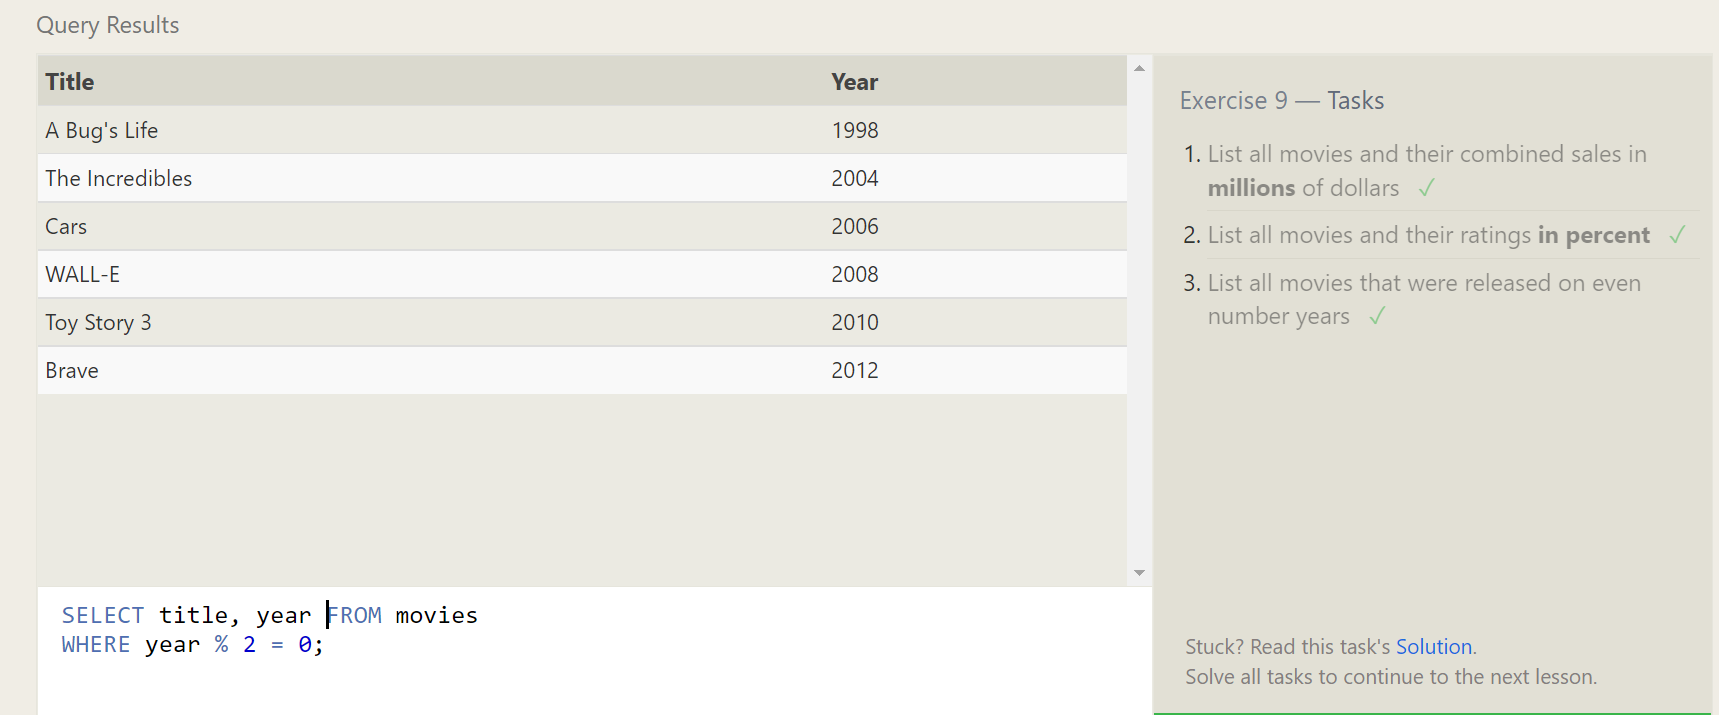 Query Results
Title Year
A Bug's Life 1998
The Incredibles 2004
Cars 2006
WALL-E 2008
Toy Story 3 2010
Brave 2012
SELECT title, year FROM movies
WHERE year % 2 = 0;
Exercise 9 — Tasks
1. List all movies and their combined sales in
millions of dollars ✓
2. List all movies and their ratings in percent ✓
3. List all movies that were released on even
number years ✓
Stuck? Read this task's Solution.
Solve all tasks to continue to the next lesson.